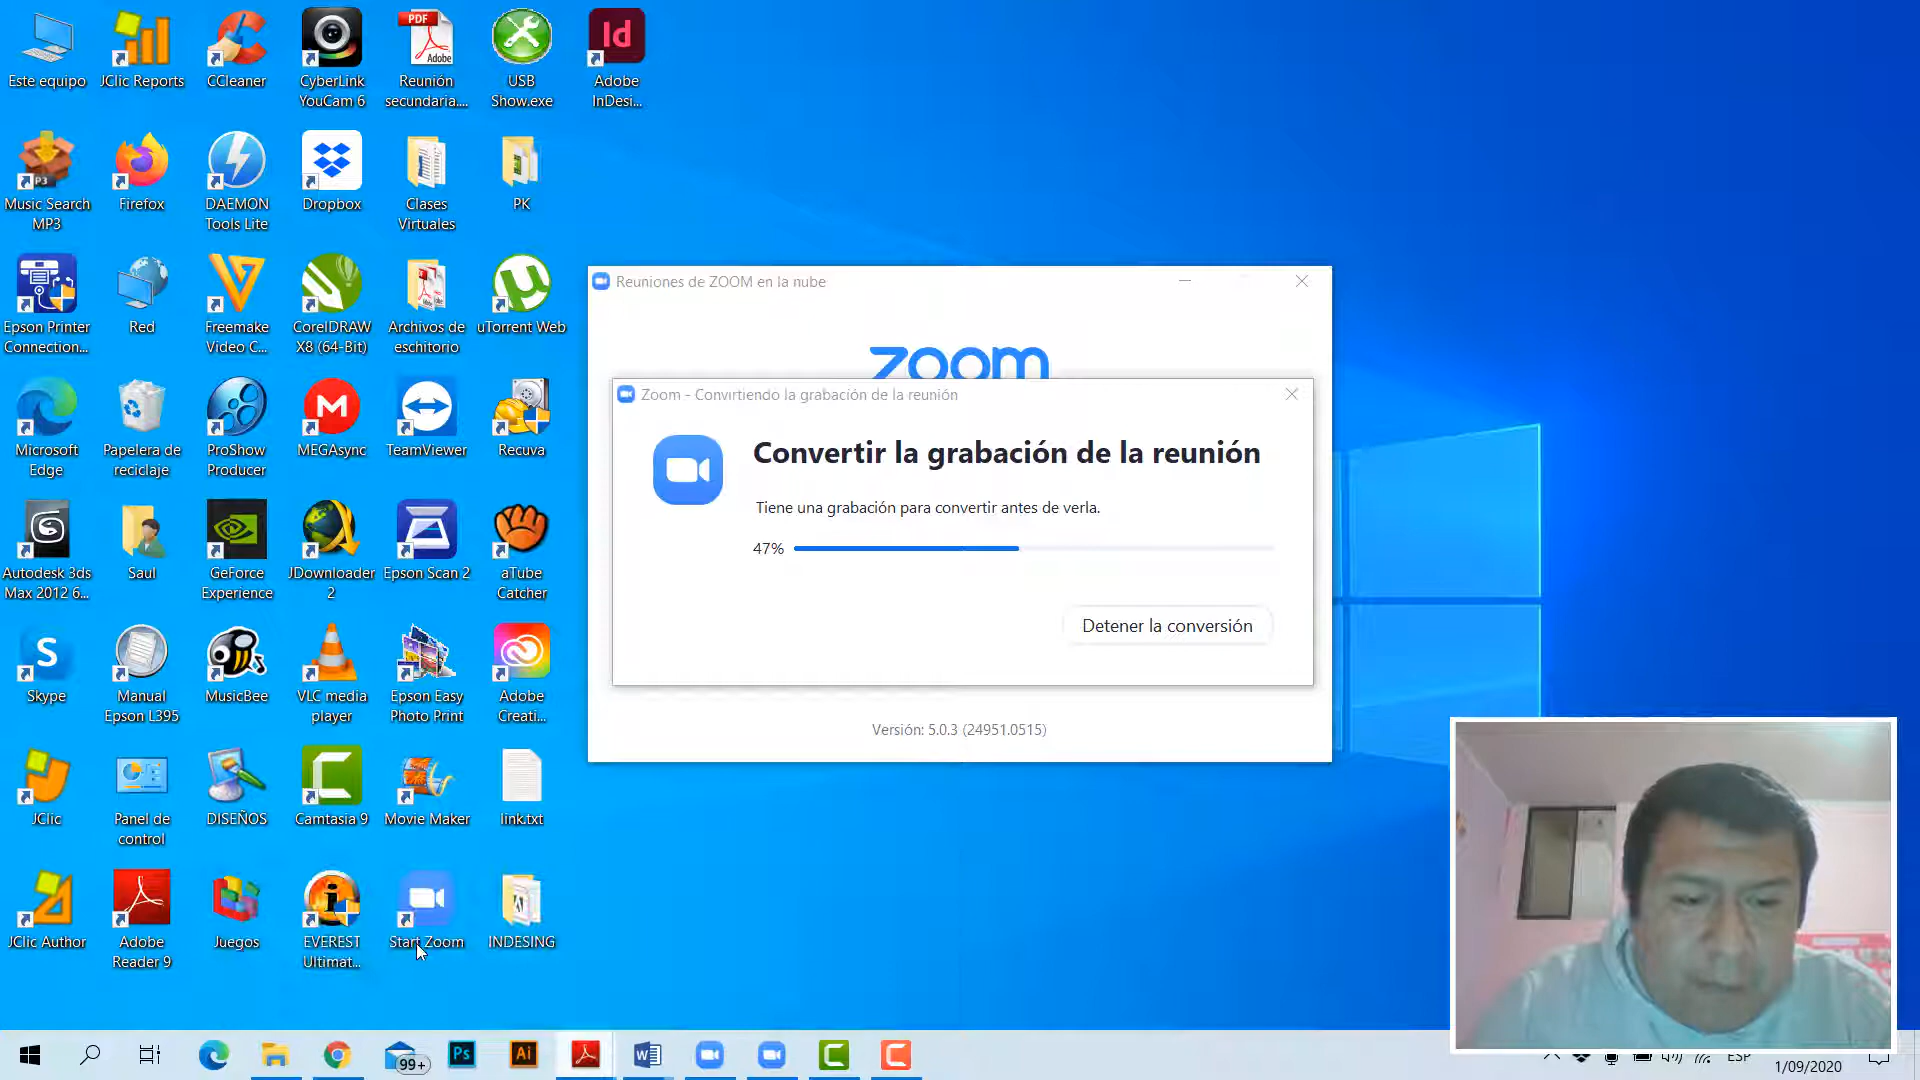 Este equipo
JClic Reports
CCleaner
CyberLink
YouCam 6
PDF
Adobe
Reunión
secundaria....
USB
Show.exe
Id
Adobe
InDesi...
P3
Music Search
MP3
Firefox
DAEMON
Tools Lite
Dropbox
Clases
Virtuales
PK
Epson Printer
Connection...
Red
Freemake
Video C...
CorelDRAW
X8 (64-Bit)
Archivos de
eschitorio
uTorrent Web
Microsoft
Edge
Papelera de
reciclaje
ProShow
Producer
MEGAsync
TeamViewer
Recuva
Autodesk 3ds
Max 2012 6...
Saul
GeForce
Experience
JDownloader
2
Epson Scan 2
aTube
Catcher
Skype
Manual
Epson L395
MusicBee
VLC media
player
Epson Easy
Photo Print
Adobe
Creati...
JClic
Panel de
control
DISEÑOS
Camtasia 9
Movie Maker
link.txt
JClic Author
Adobe
Reader 9
Juegos
EVEREST
Ultimat...
Start Zoom
INDESING
Reuniones de ZOOM en la nube
zoom
Zoom - Convirtiendo la grabación de la reunión
Convertir la grabación de la reunión
Tiene una grabación para convertir antes de verla.
47%
Detener la conversión
Versión: 5.0.3 (24951.0515)
99+
Ps
Ai
ESP
1/09/2020